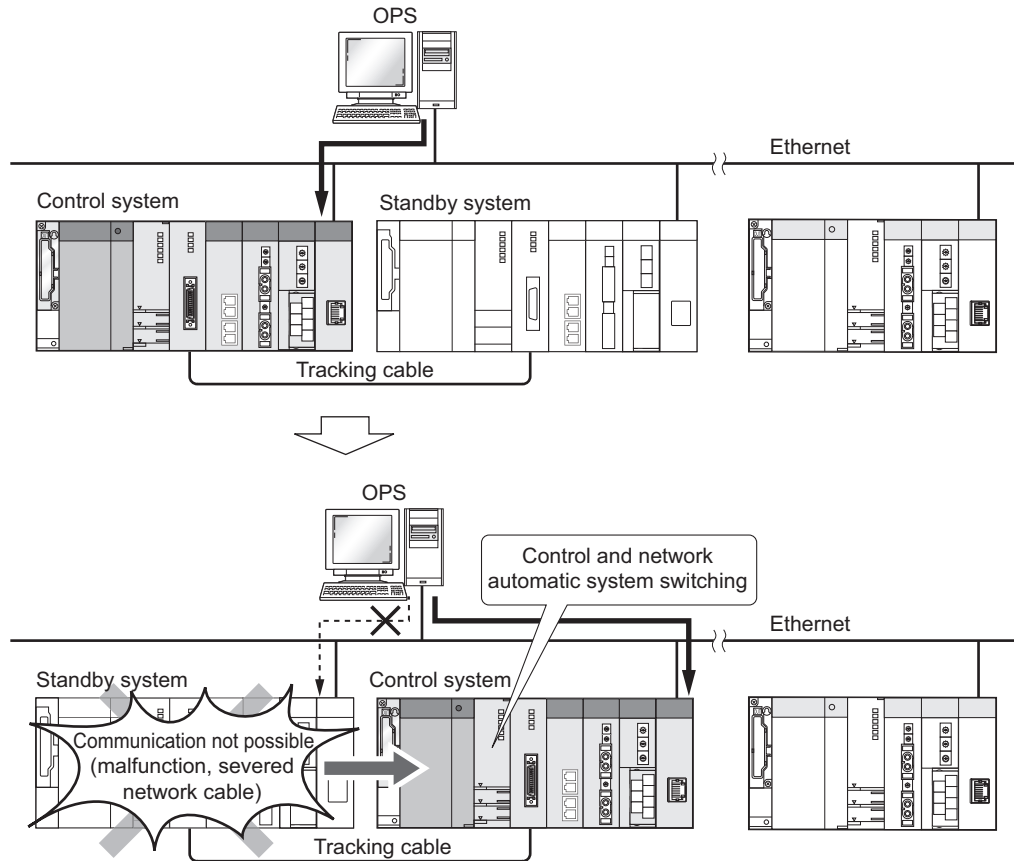 OPS
Ethernet
Control system
Standby system
Tracking cable
OPS
Control and network
automatic system switching
Ethernet
Standby system
Control system
Communication not possible
(malfunction, severed
network cable)
Tracking cable